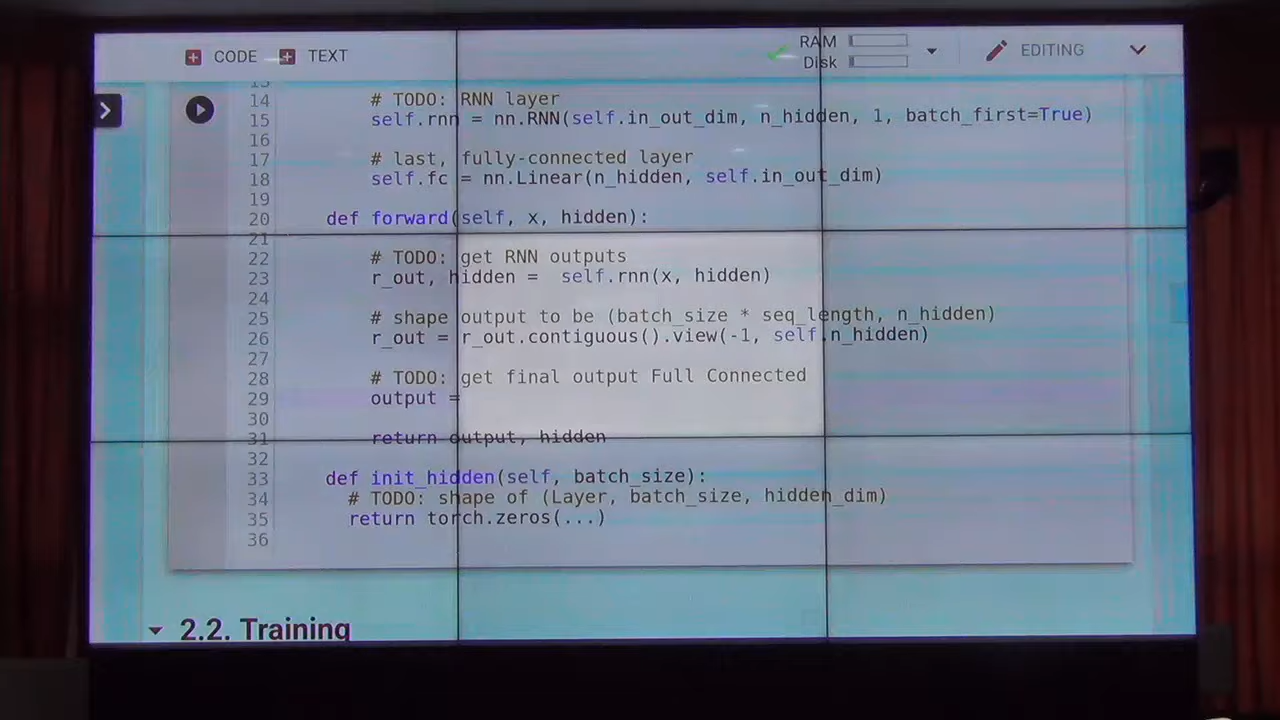 CODE TEXT RAM Disk EDITING
14 # TODO: RNN layer
15 self.rnn = nn.RNN(self.in_out_dim, n_hidden, 1, batch_first=True)
16
17 # last, fully-connected layer
18 self.fc = nn.Linear(n_hidden, self.in_out_dim)
19
20 def forward(self, x, hidden):
21
22 # TODO: get RNN outputs
23 r_out, hidden =  self.rnn(x, hidden)
24
25 # shape output to be (batch_size * seq_length, n_hidden)
26 r_out = r_out.contiguous().view(-1, self.n_hidden)
27
28 # TODO: get final output Full Connected
29 output =
30
31 return output, hidden
32
33 def init_hidden(self, batch_size):
34 # TODO: shape of (Layer, batch_size, hidden_dim)
35 return torch.zeros(...)
36
2.2. Training